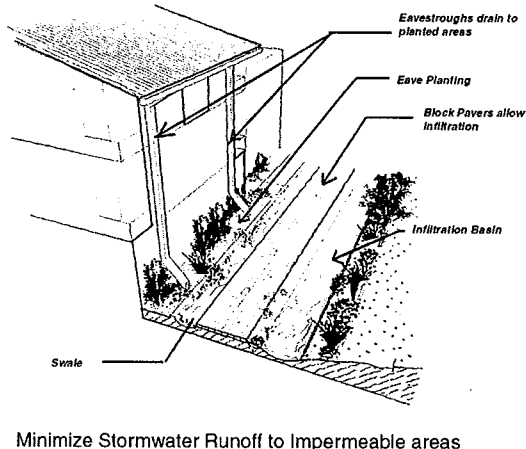 Eavestroughs drain to
planted areas
Eave Planting
Block Pavers allow
infiltration
Infiltration Basin
Swale
Minimize Stormwater Runoff to Impermeable areas